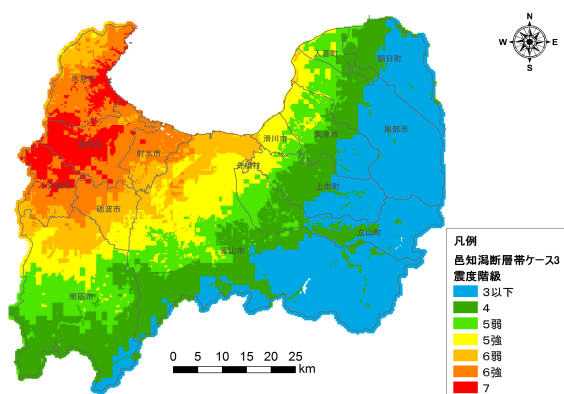 N
W E
S
入善町
朝日町
氷見市
黒部市
魚津市
滑川市
高岡市
射水市
舟橋村
上市町
小矢部市
砺波市
立山町
富山市
南砺市
凡例
邑知潟断層帯ケース3
震度階級
3以下
4
5弱
5強
6弱
6強
7
0 5 10 15 20 25
km